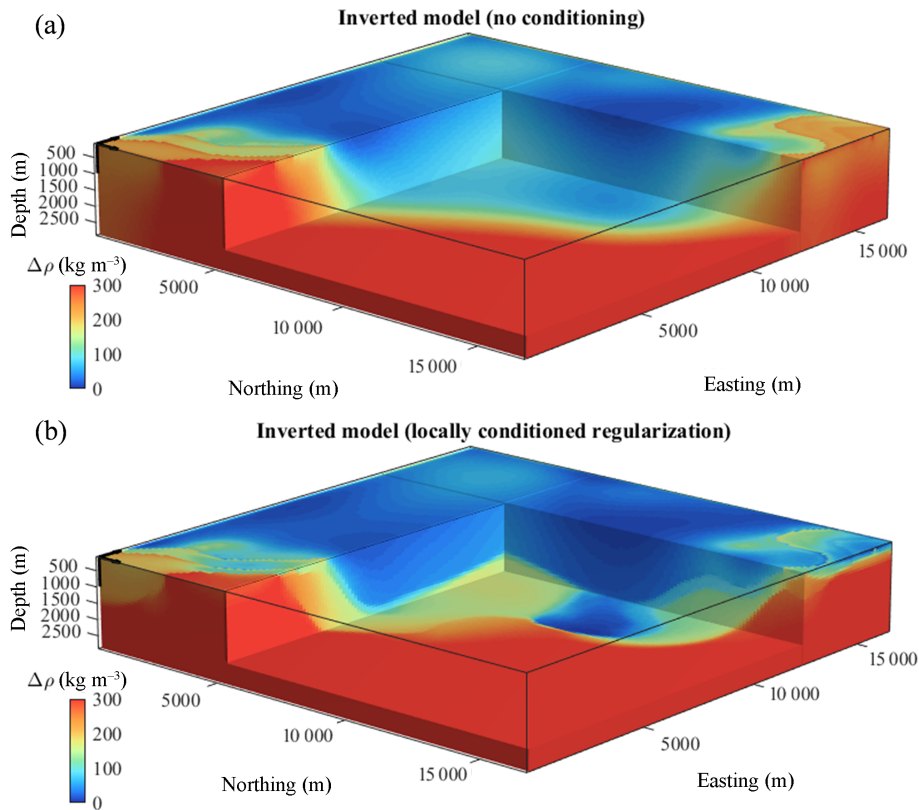 (a)
Inverted model (no conditioning)
Depth (m)
500
1000
1500
2000
2500
Δρ (kg m⁻³)
300
200
100
0
5000
10 000
15 000
Northing (m)
5000
10 000
15 000
Easting (m)
(b)
Inverted model (locally conditioned regularization)
Depth (m)
500
1000
1500
2000
2500
Δρ (kg m⁻³)
300
200
100
0
5000
10 000
15 000
Northing (m)
5000
10 000
15 000
Easting (m)